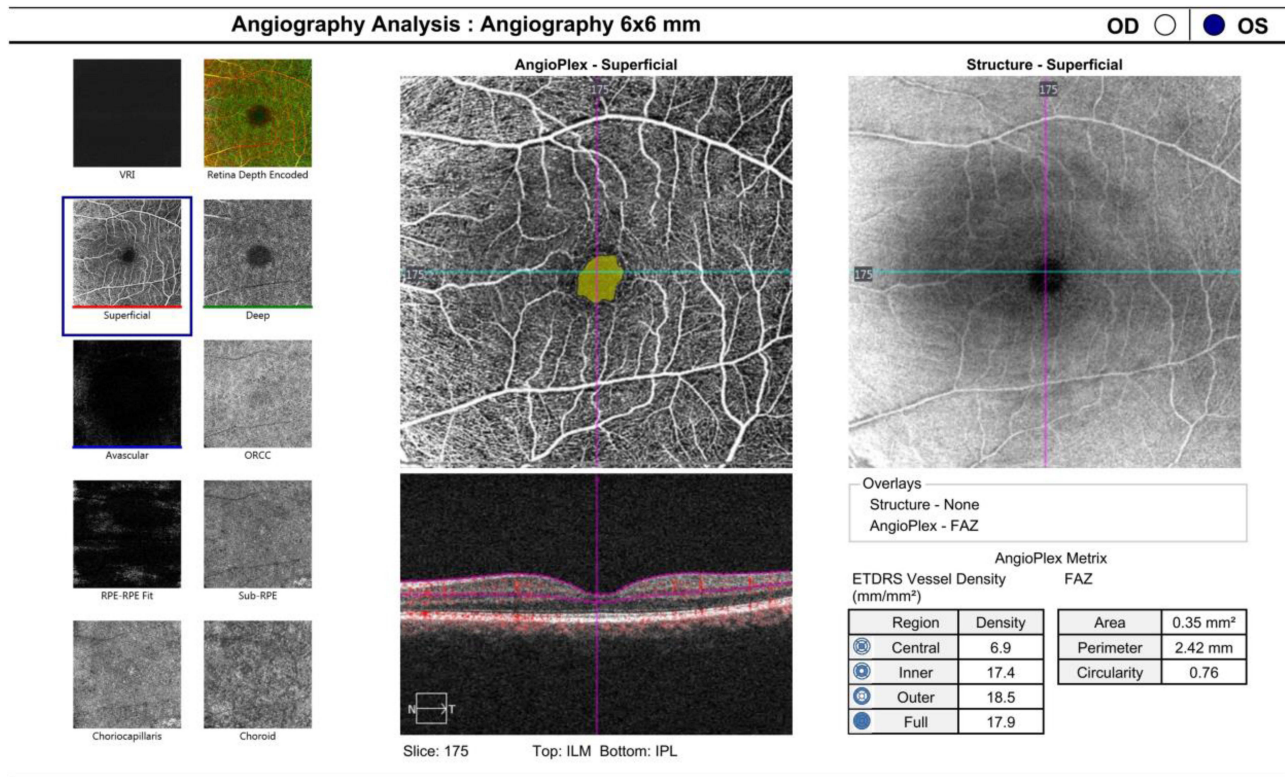 Angiography Analysis : Angiography 6x6 mm
OD OS
VRI
Retina Depth Encoded
Superficial
Deep
Avascular
ORCC
RPE-RPE Fit
Sub-RPE
Choriocapillaris
Choroid
AngioPlex - Superficial
175
175
N T
Slice: 175 Top: ILM Bottom: IPL
Structure - Superficial
175
175
Overlays
Structure - None
AngioPlex - FAZ
AngioPlex Metrix
ETDRS Vessel Density
(mm/mm²)
Region Density
Central 6.9
Inner 17.4
Outer 18.5
Full 17.9
FAZ
Area 0.35 mm²
Perimeter 2.42 mm
Circularity 0.76